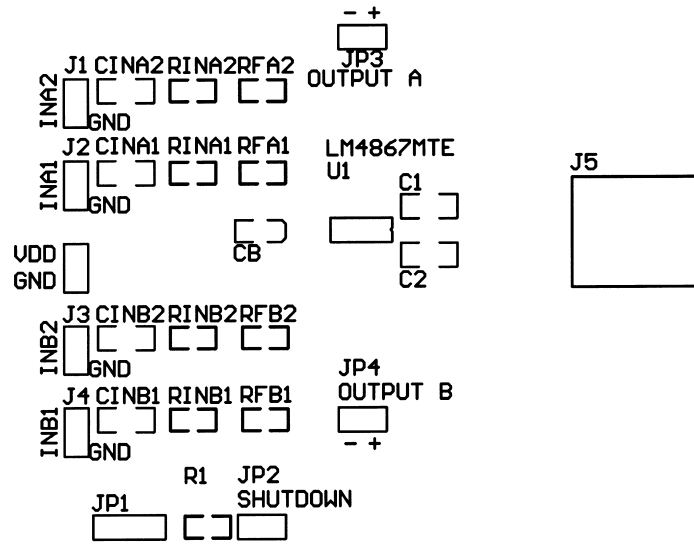 - +
JP3
OUTPUT A
J1 CINA2 RINA2 RFA2
INA2
GND
J2 CINA1 RINA1 RFA1
INA1
GND
LM4867MTE
U1
C1
J5
CB
C2
VDD
GND
J3 CINB2 RINB2 RFB2
INB2
GND
JP4
OUTPUT B
- +
J4 CINB1 RINB1 RFB1
INB1
GND
R1
JP2
SHUTDOWN
JP1